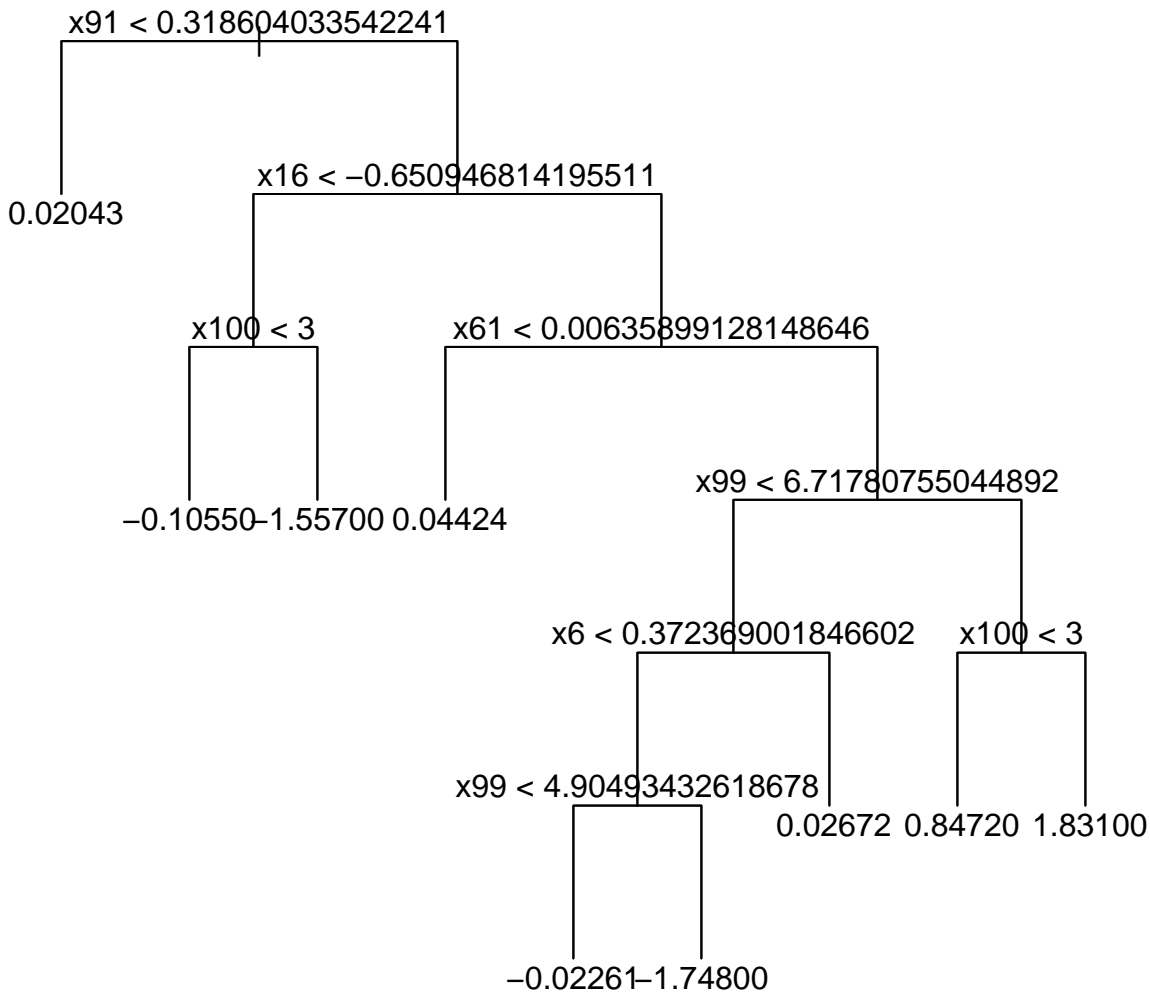 x91 < 0.318604033542241
x16 < −0.650946814195511
0.02043
x100 < 3
x61 < 0.00635899128148646
−0.10550
−1.55700
0.04424
x99 < 6.71780755044892
x6 < 0.372369001846602
x100 < 3
x99 < 4.90493432618678
0.02672
0.84720
1.83100
−0.02261
−1.74800